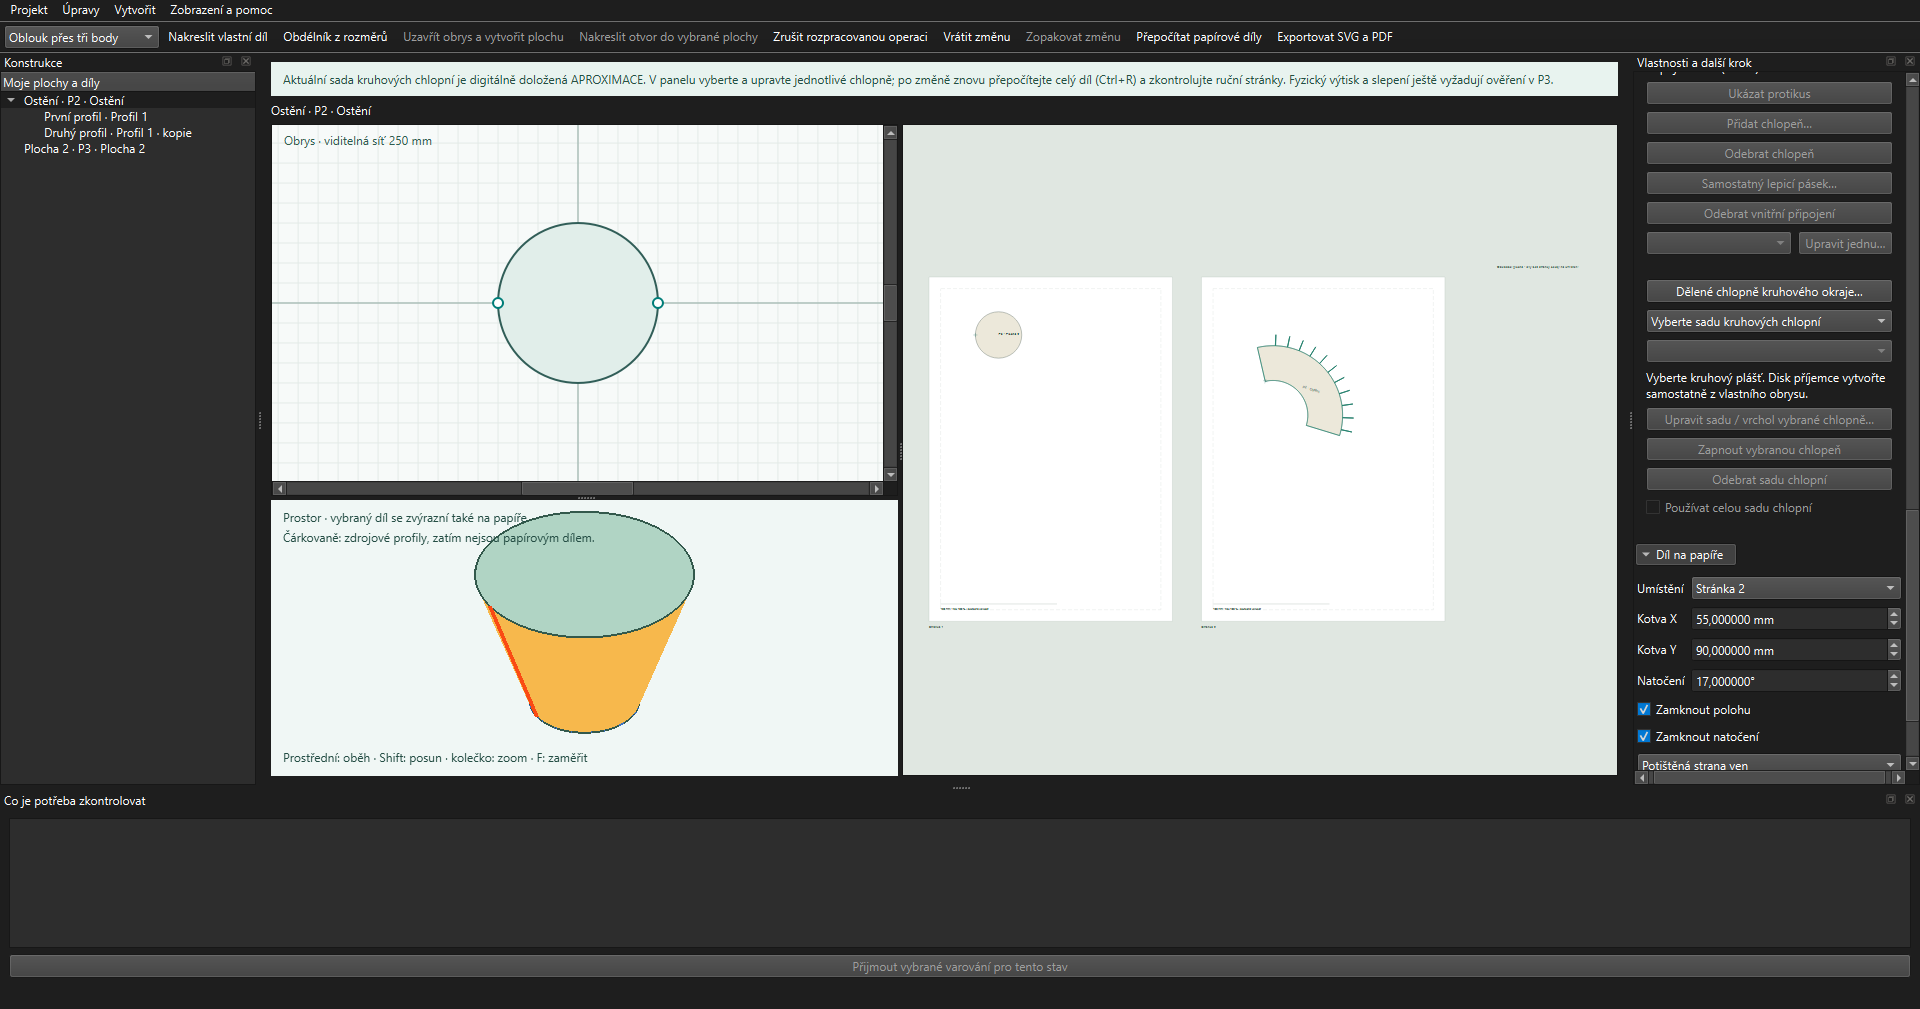 Projekt Úpravy Vytvořit Zobrazení a pomoc
Oblouk přes tři body Nakreslit vlastní díl Obdélník z rozměrů Uzavřít obrys a vytvořit plochu Nakreslit otvor do vybrané plochy Zrušit rozpracovanou operaci Vrátit změnu Zopakovat změnu Přepočítat papírové díly Exportovat SVG a PDF
Konstrukce
Moje plochy a díly
Ostění · P2 · Ostění
První profil · Profil 1
Druhý profil · Profil 1 · kopie
Plocha 2 · P3 · Plocha 2
Aktuální sada kruhových chlopní je digitálně doložená APROXIMACE. V panelu vyberte a upravte jednotlivé chlopně; po změně znovu přepočítejte celý díl (Ctrl+R) a zkontrolujte ruční stránky. Fyzický výtisk a slepení ještě vyžadují ověření v P3.
Ostění · P2 · Ostění
Obrys · viditelná síť 250 mm
Prostor · vybraný díl se zvýrazní také na papíře.
Čárkovaně: zdrojové profily, zatím nejsou papírovým dílem.
Prostřední: oběh · Shift: posun · kolečko: zoom · F: zaměřit
Vlastnosti a další krok
Ukázat protikus
Přidat chlopeň...
Odebrat chlopeň
Samostatný lepicí pásek...
Odebrat vnitřní připojení
Upravit jednu...
Dělené chlopně kruhového okraje...
Vyberte sadu kruhových chlopní
Vyberte kruhový plášť. Disk příjemce vytvořte
samostatně z vlastního obrysu.
Upravit sadu / vrchol vybrané chlopně...
Zapnout vybranou chlopeň
Odebrat sadu chlopní
Používat celou sadu chlopní
Díl na papíře
Umístění Stránka 2
Kotva X 55,000000 mm
Kotva Y 90,000000 mm
Natočení 17,000000°
Zamknout polohu
Zamknout natočení
Potištěná strana ven
Co je potřeba zkontrolovat
Přijmout vybrané varování pro tento stav